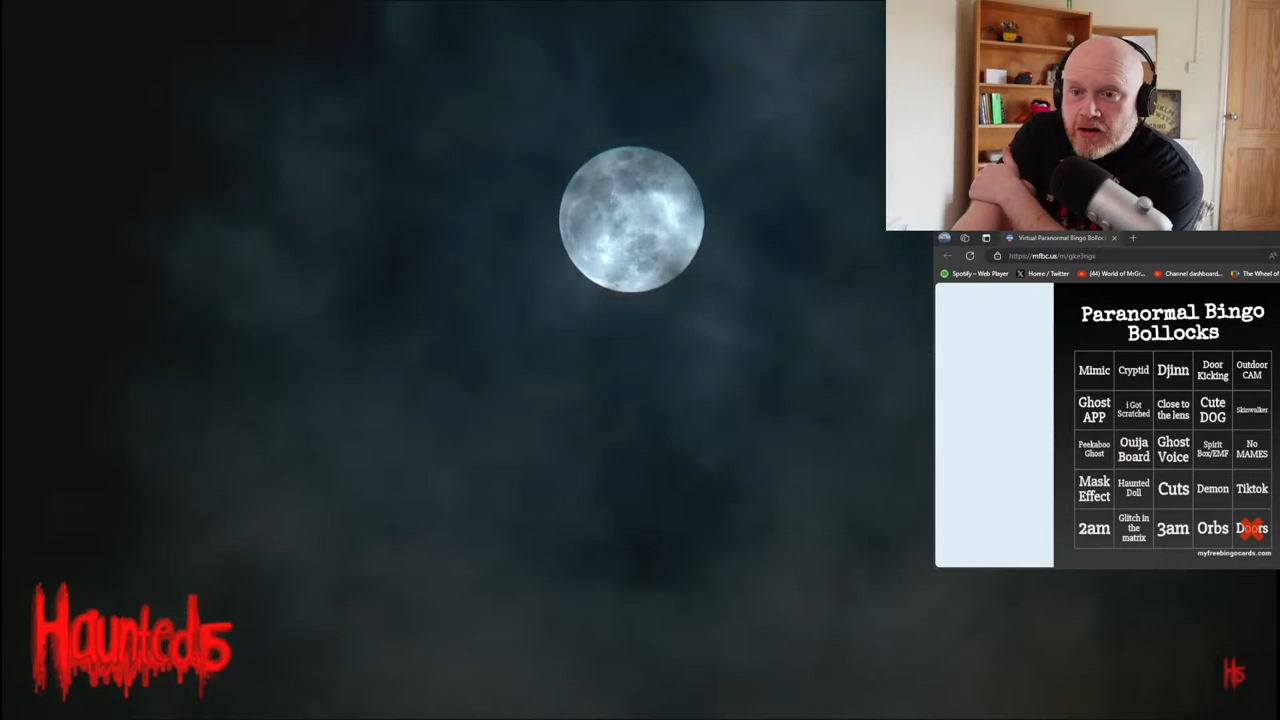 Virtual Paranormal Bingo Bolloc
https://mfbc.us/m/gke3ngx
Spotify – Web Player
Home / Twitter
(44) World of MrGr...
Channel dashboard...
The Wheel of
Paranormal Bingo
Bollocks
Mimic
Cryptid
Djinn
Door
Kicking
Outdoor
CAM
Ghost
APP
i Got
Scratched
Close to
the lens
Cute
DOG
Skinwalker
Peekaboo
Ghost
Ouija
Board
Ghost
Voice
Spirit
Box/EMF
No
MAMES
Mask
Effect
Haunted
Doll
Cuts
Demon
Tiktok
2am
Glitch in
the
matrix
3am
Orbs
Doors
myfreebingocards.com
Haunted5
H5